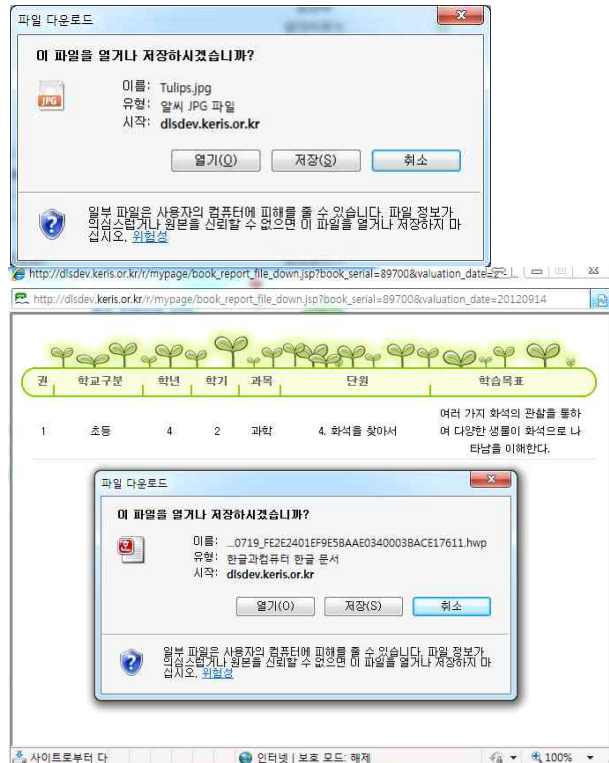 파일 다운로드
이 파일을 열거나 저장하시겠습니까?
이름: Tulips.jpg
유형: 알씨 JPG 파일
시작: dlsdev.keris.or.kr
JPG
열기(O) 저장(S) 취소
일부 파일은 사용자의 컴퓨터에 피해를 줄 수 있습니다. 파일 정보가
의심스럽거나 원본을 신뢰할 수 없으면 이 파일을 열거나 저장하지 마
십시오. 위험성
http://dlsdev.keris.or.kr/r/mypage/book_report_file_down.jsp?book_serial=89700&valuation_date=2
http://dlsdev.keris.or.kr/r/mypage/book_report_file_down.jsp?book_serial=89700&valuation_date=20120914
권 학교구분 학년 학기 과목 단원 학습목표
1 초등 4 2 과학 4. 화석을 찾아서 여러 가지 화석의 관찰을 통하
여 다양한 생물이 화석으로 나
타남을 이해한다.
파일 다운로드
이 파일을 열거나 저장하시겠습니까?
이름: ...0719_FE2E2401EF9E5BAAE0340003BACE17611.hwp
유형: 한글과컴퓨터 한글 문서
시작: dlsdev.keris.or.kr
열기(O) 저장(S) 취소
일부 파일은 사용자의 컴퓨터에 피해를 줄 수 있습니다. 파일 정보가
의심스럽거나 원본을 신뢰할 수 없으면 이 파일을 열거나 저장하지 마
십시오. 위험성
사이트로부터 다 인터넷 | 보호 모드: 해제 100%